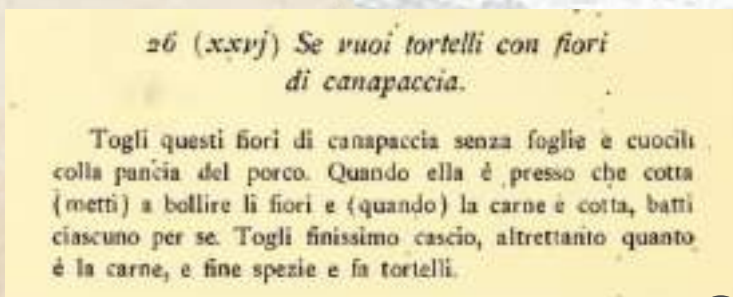 26 (xxvj) Se vuoi tortelli con fiori
di canapaccia.
Togli questi fiori di canapaccia senza foglie e cuocili
colla pancia del porco. Quando ella é presso che cotta
(metti) a bollire li fiori e (quando) la carne e cotta, batti
ciascuno per se. Togli finissimo cascio, altrettanto quanto
é la carne, e fine spezie e fa tortelli.